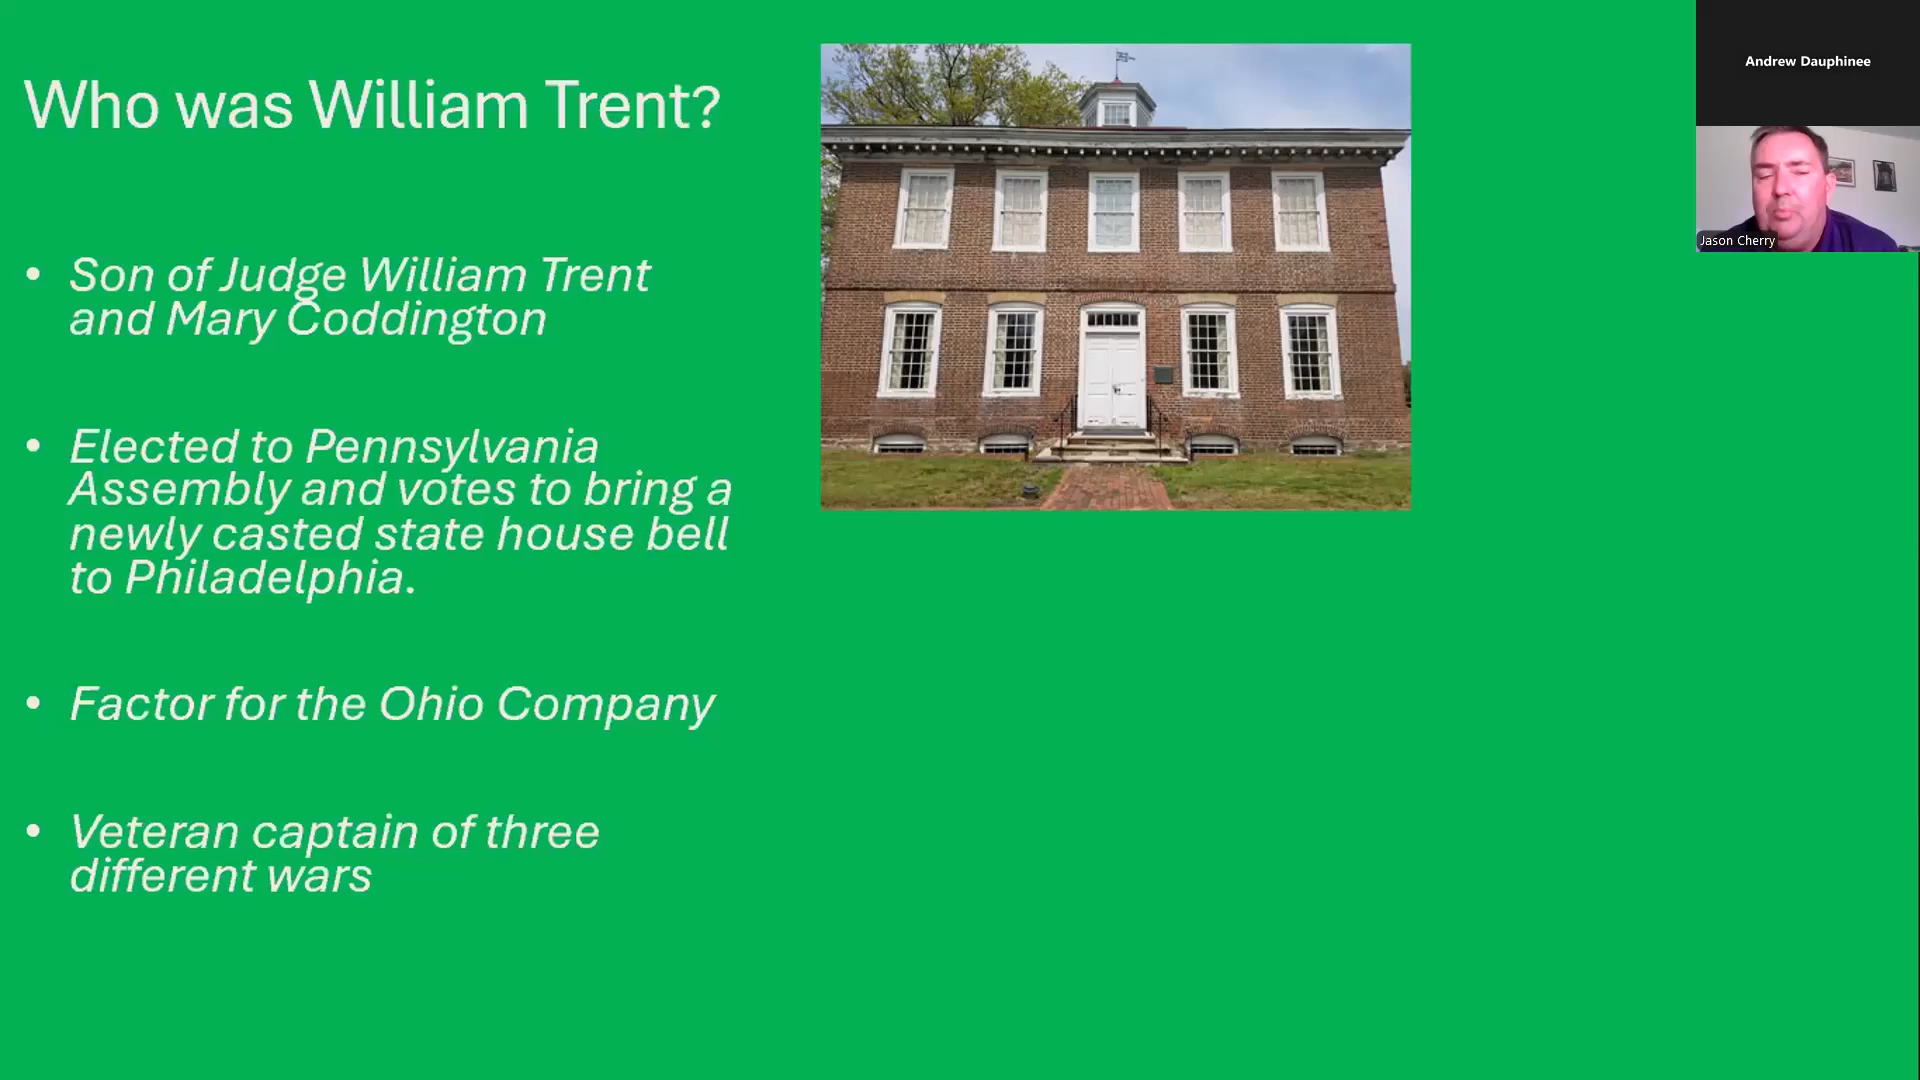 Who was William Trent?
• Son of Judge William Trent
and Mary Coddington
• Elected to Pennsylvania
Assembly and votes to bring a
newly casted state house bell
to Philadelphia.
• Factor for the Ohio Company
• Veteran captain of three
different wars
Andrew Dauphinee
Jason Cherry